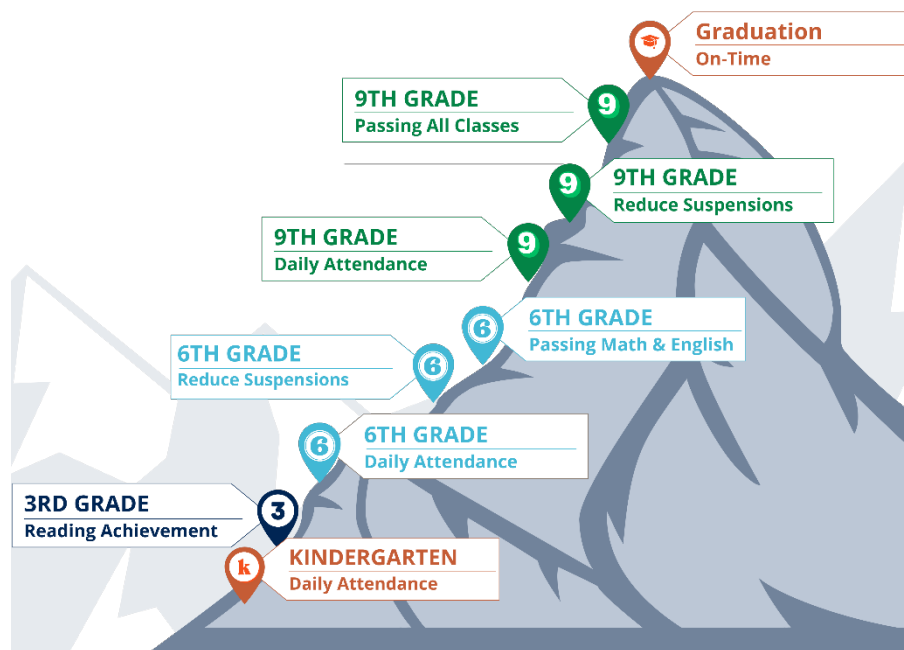 Graduation
On-Time
9TH GRADE
Passing All Classes
9
9
9TH GRADE
Reduce Suspensions
9TH GRADE
Daily Attendance
9
6
6TH GRADE
Passing Math & English
6TH GRADE
Reduce Suspensions
6
6
6TH GRADE
Daily Attendance
3RD GRADE
Reading Achievement
3
k
KINDERGARTEN
Daily Attendance